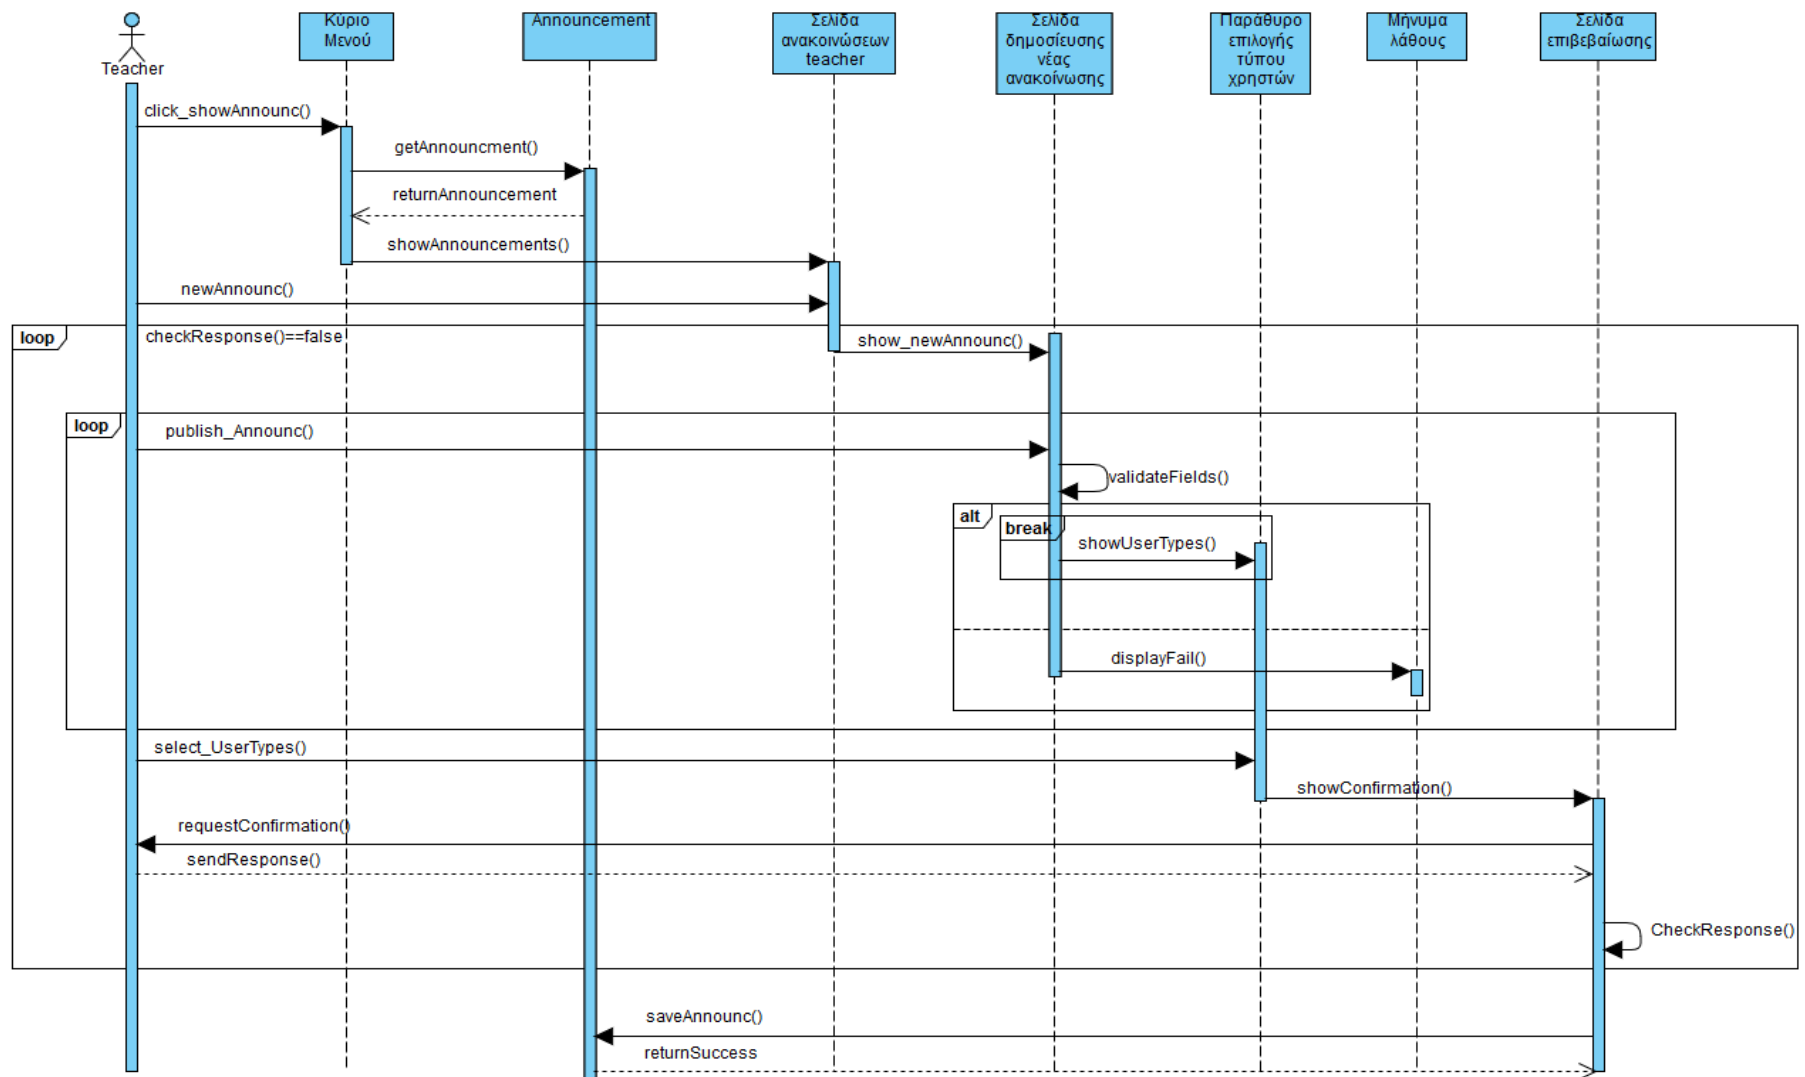 Teacher
Κύριο
Μενού
Announcement
Σελίδα
ανακοινώσεων
teacher
Σελίδα
δημοσίευσης
νέας
ανακοίνωσης
Παράθυρο
επιλογής
τύπου
χρηστών
Μήνυμα
λάθους
Σελίδα
επιβεβαίωσης
click_showAnnounc()
getAnnouncment()
returnAnnouncement
showAnnouncements()
newAnnounc()
loop
checkResponse()==false
show_newAnnounc()
loop
publish_Announc()
validateFields()
alt
break
showUserTypes()
displayFail()
select_UserTypes()
showConfirmation()
requestConfirmation()
sendResponse()
CheckResponse()
saveAnnounc()
returnSuccess